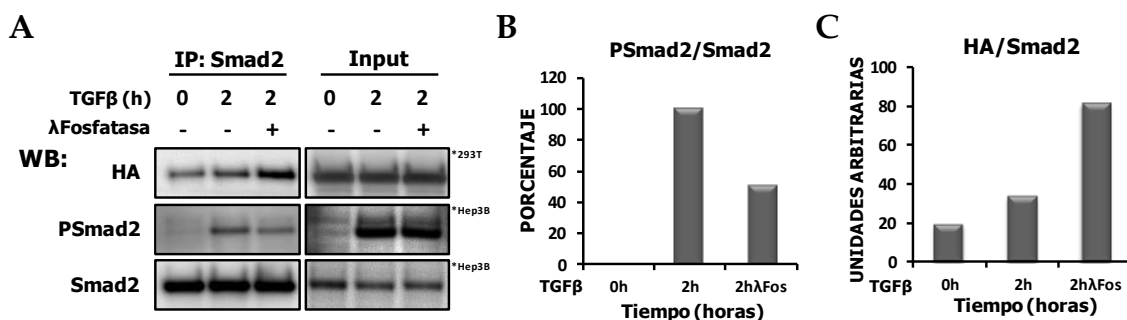 A
IP: Smad2 Input
TGFβ (h) 0 2 2 0 2 2
λFosfatasa - - + - - +
WB:
HA *293T
PSmad2 *Hep3B
Smad2 *Hep3B
B
PSmad2/Smad2
PORCENTAJE
120
100
80
60
40
20
0
TGFβ 0h 2h 2hλFos
Tiempo (horas)
C
HA/Smad2
UNIDADES ARBITRARIAS
100
80
60
40
20
0
TGFβ 0h 2h 2hλFos
Tiempo (horas)